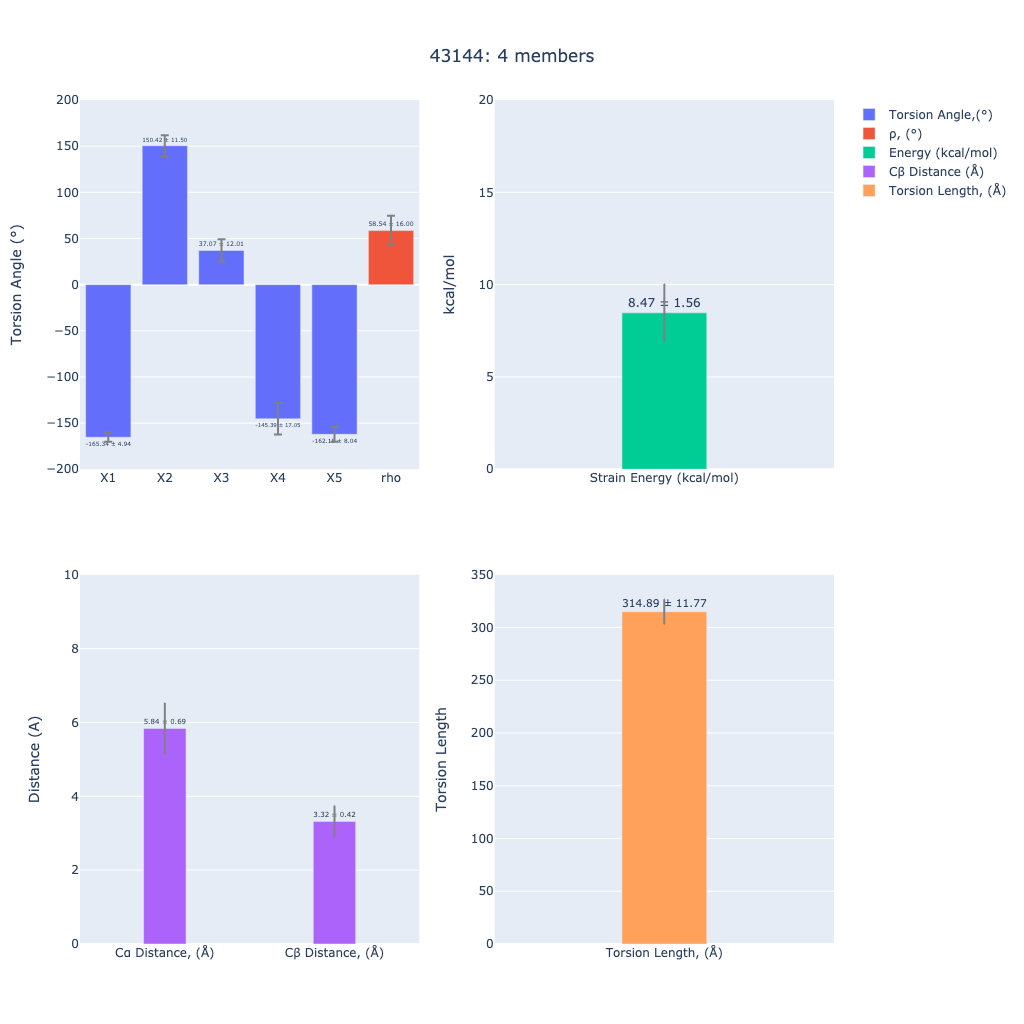 43144: 4 members
Torsion Angle (°)
200
150
100
50
0
−50
−100
−150
−200
-165.34 ± 4.94
150.42 ± 11.50
37.07 ± 12.01
-145.39 ± 17.05
58.54 ± 16.00
X1 X2 X3 X4 X5 rho
kcal/mol
20
15
10
5
0
8.47 ± 1.56
Strain Energy (kcal/mol)
Torsion Angle,(°)
ρ, (°)
Energy (kcal/mol)
Cβ Distance (Å)
Torsion Length, (Å)
Distance (A)
10
8
6
4
2
0
5.84 ± 0.69
3.32 ± 0.42
Cα Distance, (Å) Cβ Distance, (Å)
Torsion Length
350
300
250
200
150
100
50
0
314.89 ± 11.77
Torsion Length, (Å)